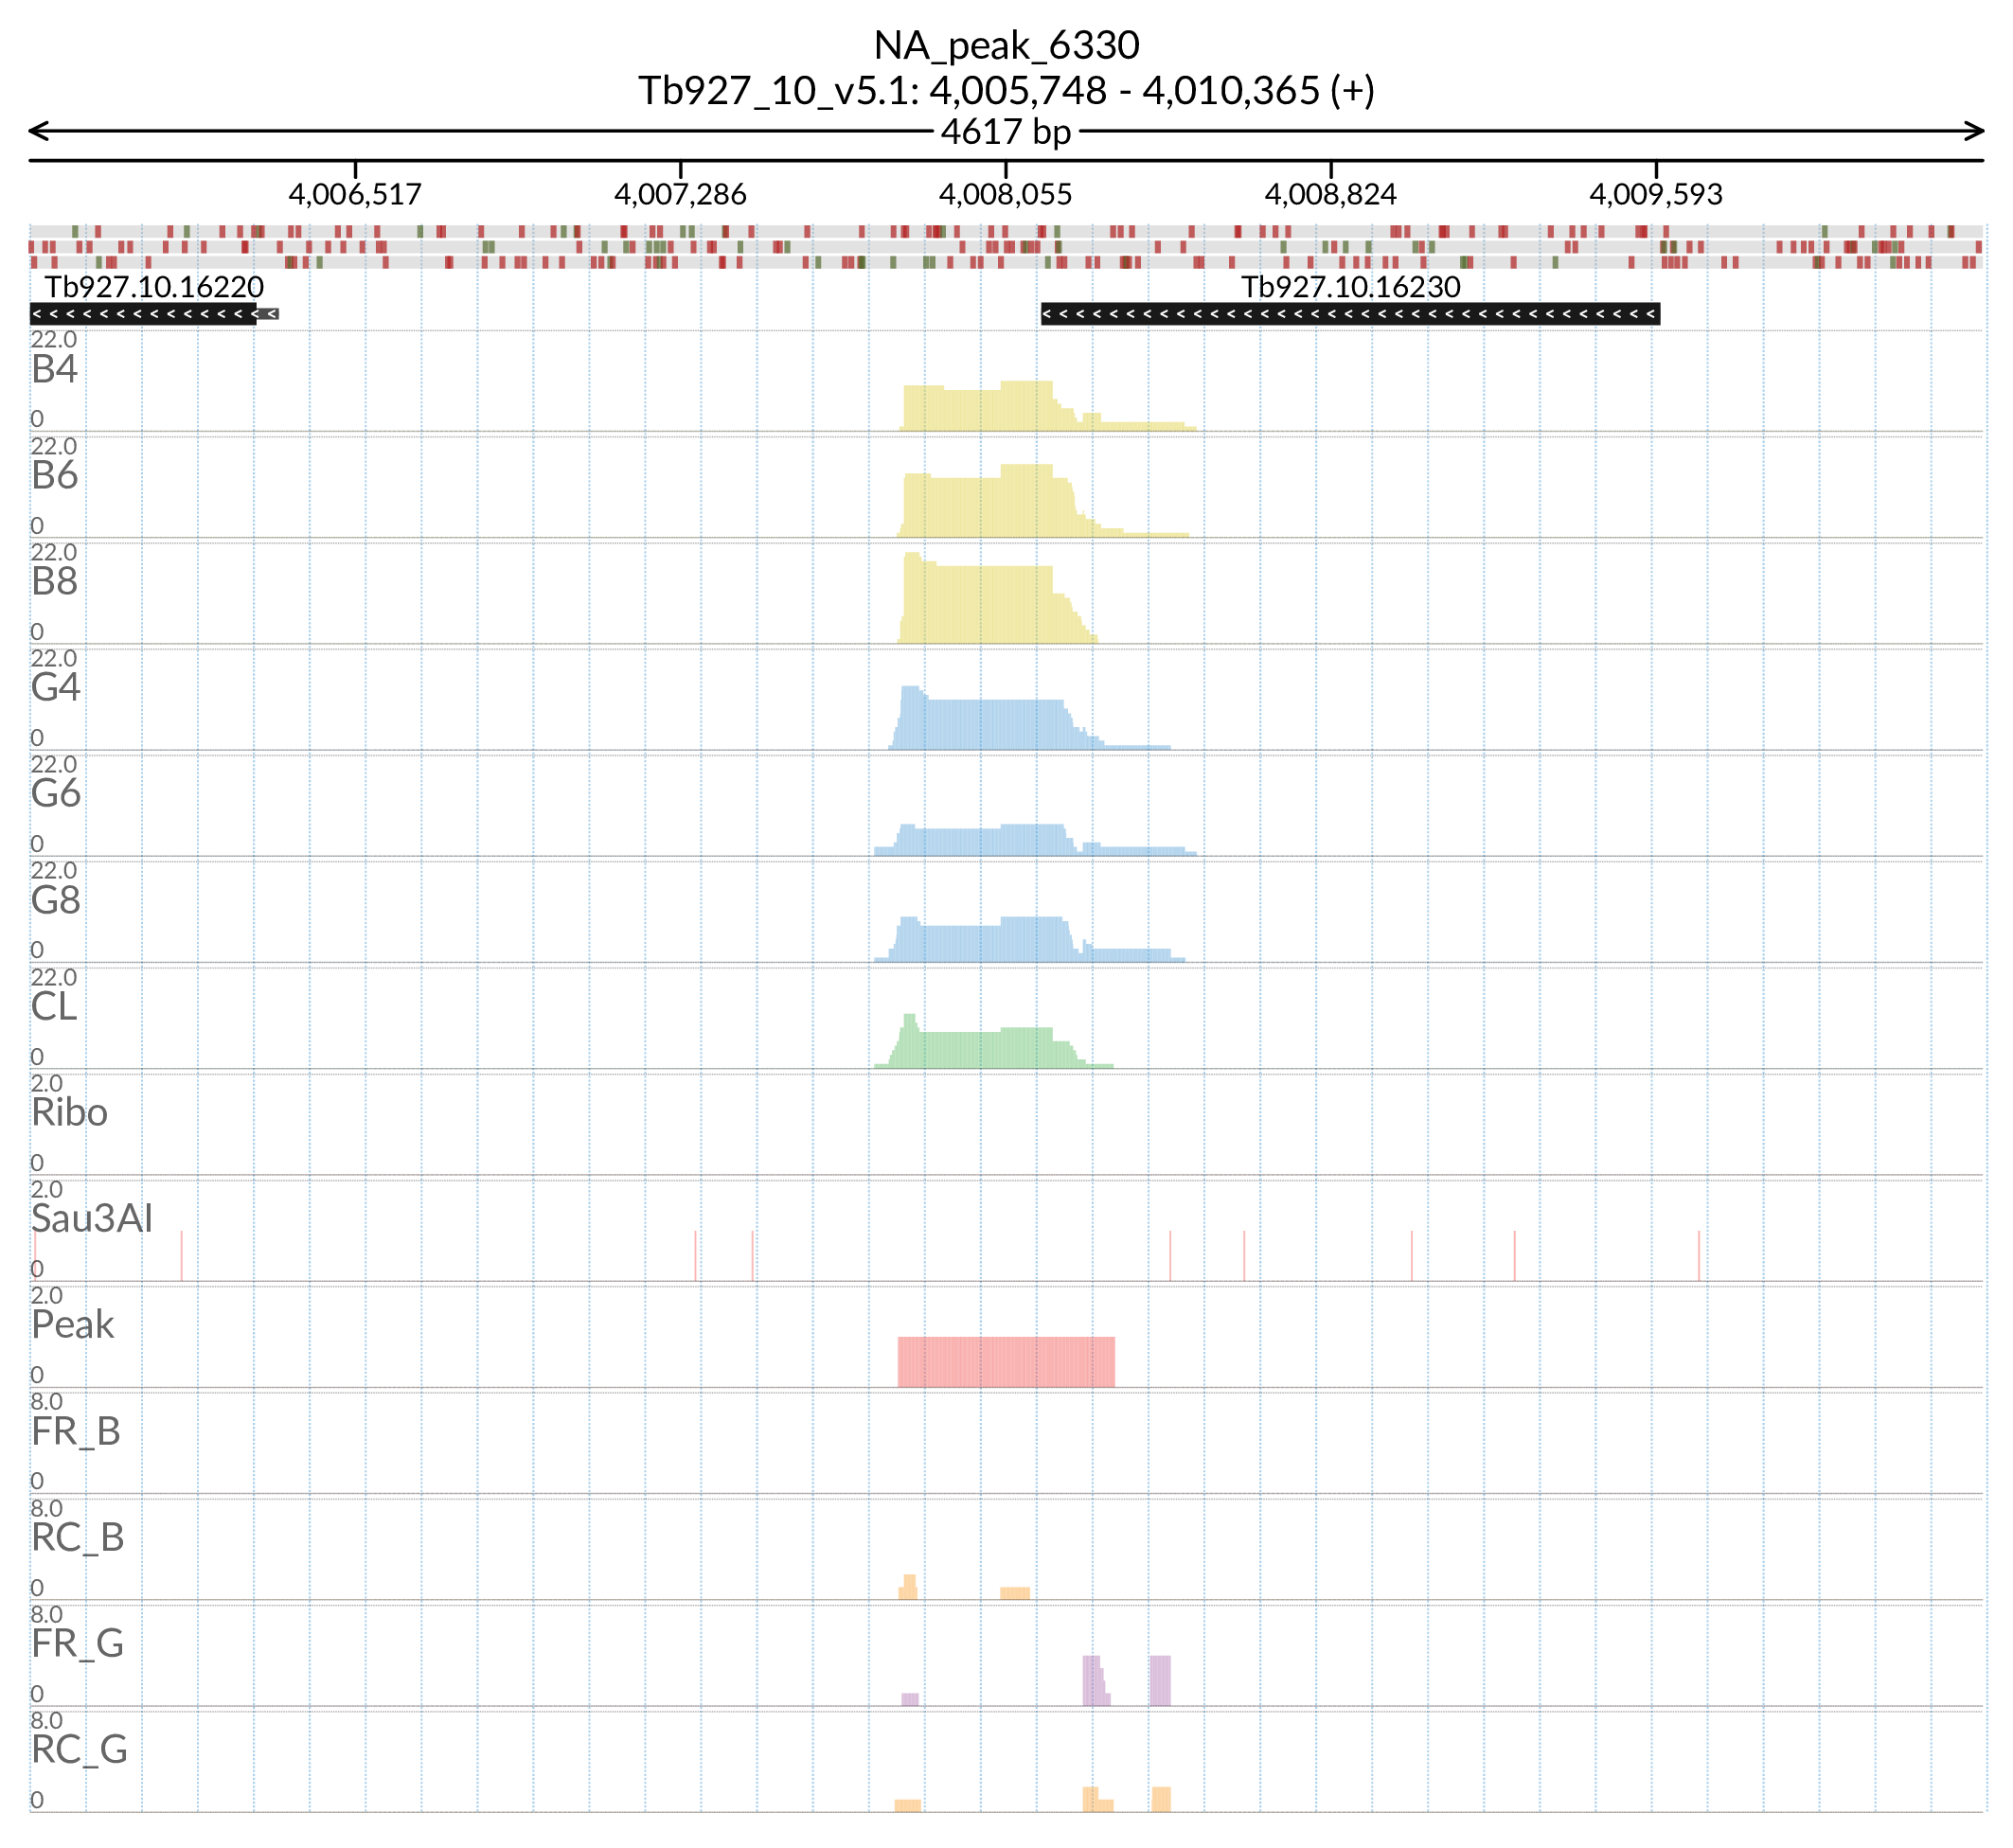 NA_peak_6330
Tb927_10_v5.1: 4,005,748 - 4,010,365 (+)
4617 bp
4,006,517 4,007,286 4,008,055 4,008,824 4,009,593
Tb927.10.16220 Tb927.10.16230
22.0
B4
0
22.0
B6
0
22.0
B8
0
22.0
G4
0
22.0
G6
0
22.0
G8
0
22.0
CL
0
2.0
Ribo
0
2.0
Sau3AI
0
2.0
Peak
0
8.0
FR_B
0
8.0
RC_B
0
8.0
FR_G
0
8.0
RC_G
0